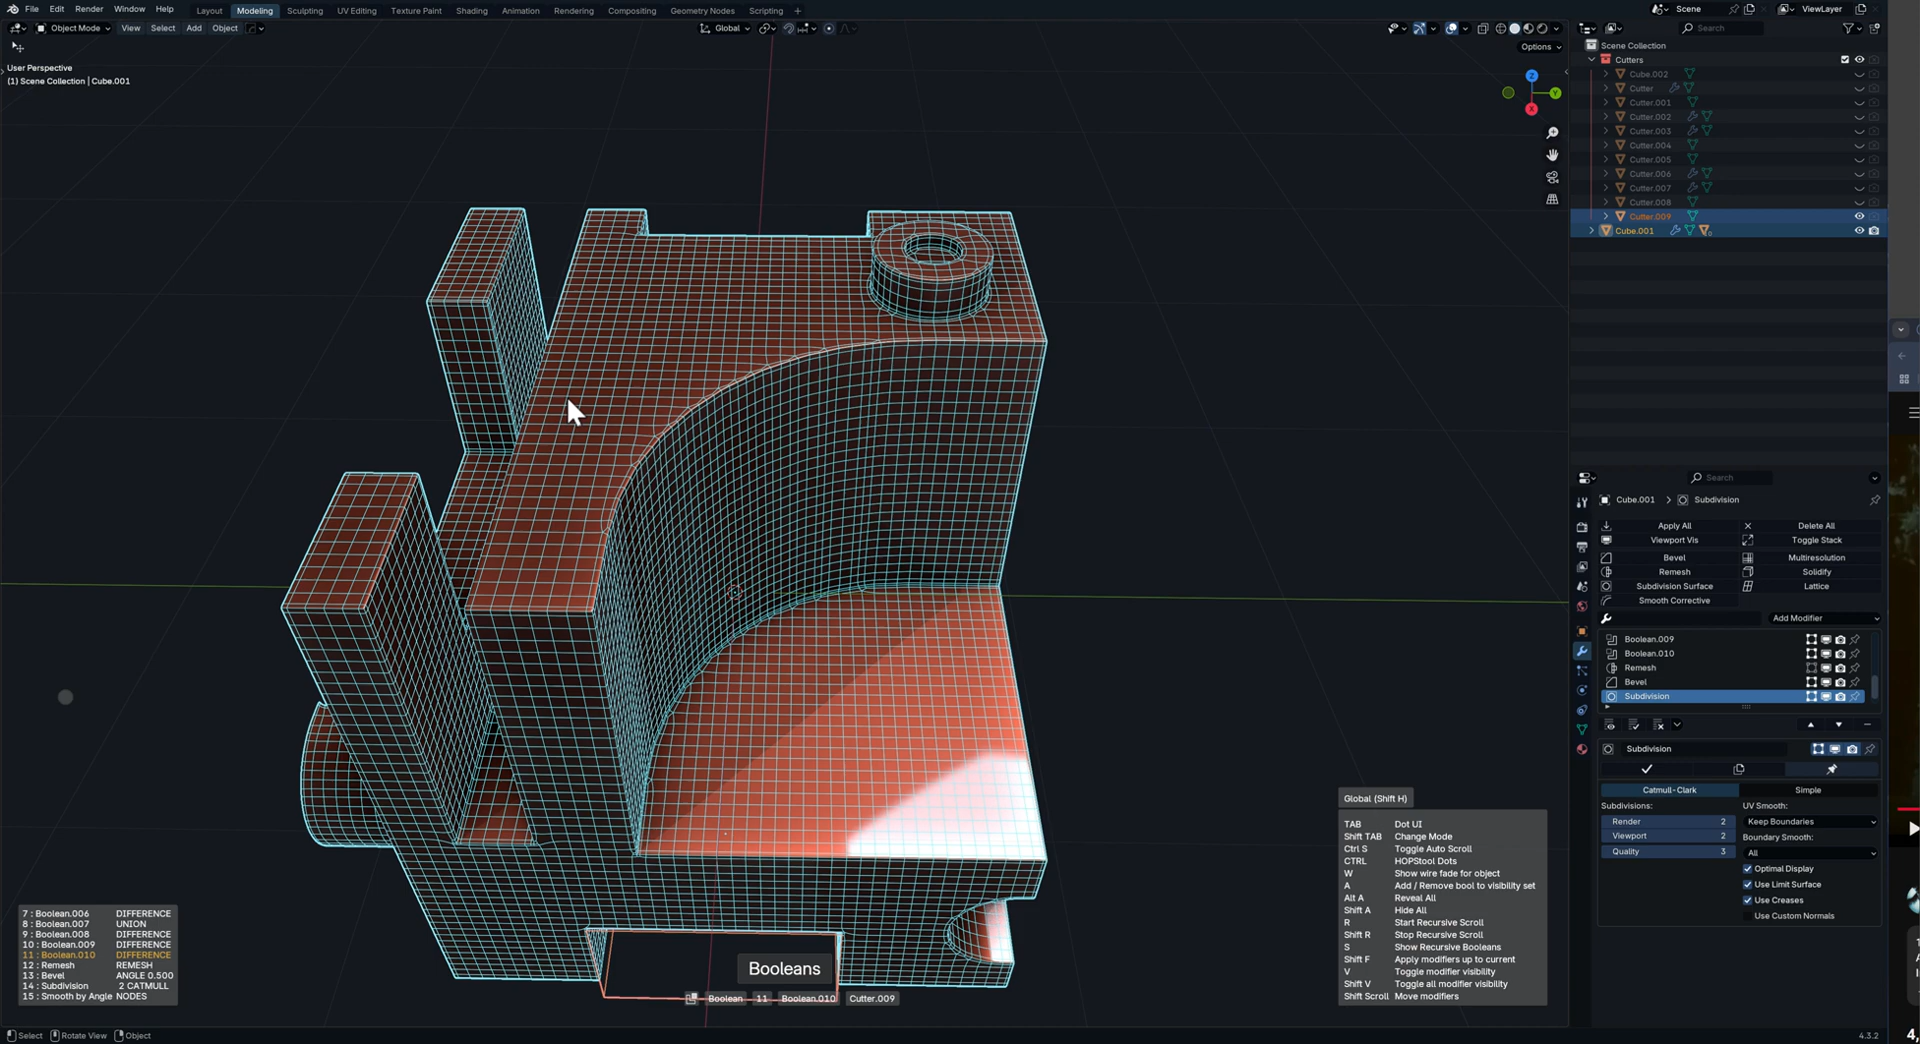 File Edit Render Window Help Layout Modeling Sculpting UV Editing Texture Paint Shading Animation Rendering Compositing Geometry Nodes Scripting + Scene ViewLayer
Object Mode View Select Add Object Global Search
Options
User Perspective
(1) Scene Collection | Cube.001
Scene Collection
Cutters
Cube.002
Cutter
Cutter.001
Cutter.002
Cutter.003
Cutter.004
Cutter.005
Cutter.006
Cutter.007
Cutter.008
Cutter.009
Cube.001
Z
Y
X
Search
Cube.001 > Subdivision
Apply All Delete All
Viewport Vis Toggle Stack
Bevel Multiresolution
Remesh Solidify
Subdivision Surface Lattice
Smooth Corrective
Add Modifier
Boolean.009
Boolean.010
Remesh
Bevel
Subdivision
Subdivision
Catmull-Clark Simple
Subdivisions: UV Smooth:
Render 2 Keep Boundaries
Viewport 2 Boundary Smooth:
Quality 3 All
Optimal Display
Use Limit Surface
Use Creases
Use Custom Normals
Global (Shift H)
TAB Dot UI
Shift TAB Change Mode
Ctrl S Toggle Auto Scroll
CTRL HOPStool Dots
W Show wire fade for object
A Add / Remove bool to visibility set
Alt A Reveal All
Shift A Hide All
R Start Recursive Scroll
Shift R Stop Recursive Scroll
S Show Recursive Booleans
Shift F Apply modifiers up to current
V Toggle modifier visibility
Shift V Toggle all modifier visibility
Shift Scroll Move modifiers
7 : Boolean.006 DIFFERENCE
8 : Boolean.007 UNION
9 : Boolean.008 DIFFERENCE
10 : Boolean.009 DIFFERENCE
11 : Boolean.010 DIFFERENCE
12 : Remesh REMESH
13 : Bevel ANGLE 0.500
14 : Subdivision 2 CATMULL
15 : Smooth by Angle NODES
Booleans
Boolean 11 Boolean.010 Cutter.009
Select Rotate View Object 4.3.2